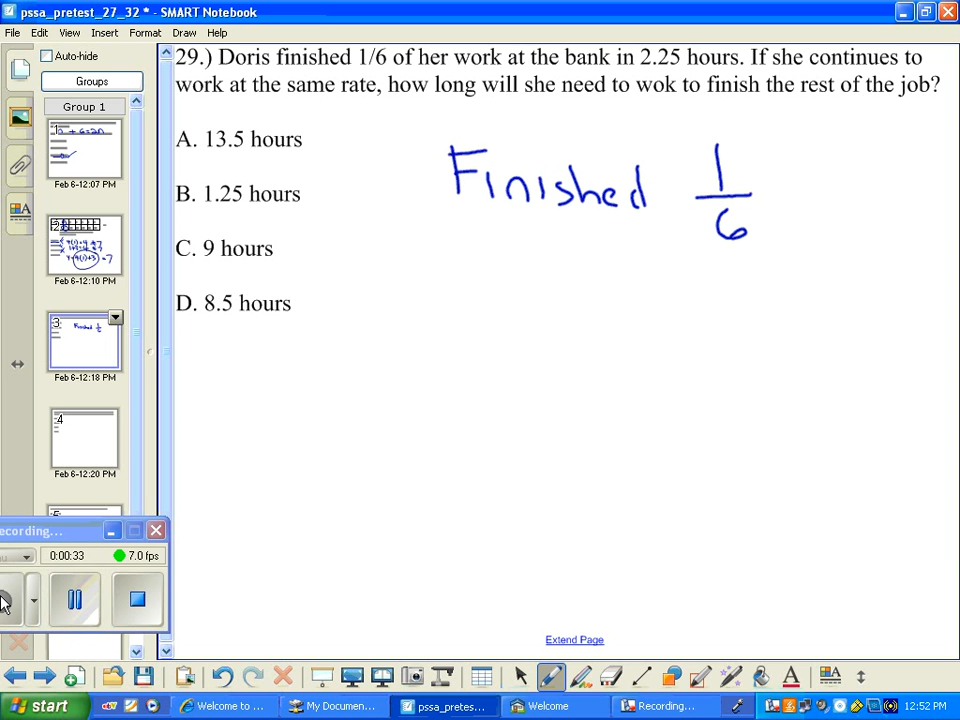 pssa_pretest_27_32 * - SMART Notebook
File Edit View Insert Format Draw Tools Help
Auto-hide
Groups
Group 1
Feb 6-12:07 PM
Feb 6-12:10 PM
3
Feb 6-12:18 PM
4
Feb 6-12:20 PM
29.) Doris finished 1/6 of her work at the bank in 2.25 hours. If she continues to
work at the same rate, how long will she need to wok to finish the rest of the job?
A. 13.5 hours
B. 1.25 hours
C. 9 hours
D. 8.5 hours
Finished 1/6
ecording...
0:00:33 7.0 fps
Extend Page
start
Welcome to ...
My Documen...
pssa_pretes...
Welcome
Recording...
12:52 PM